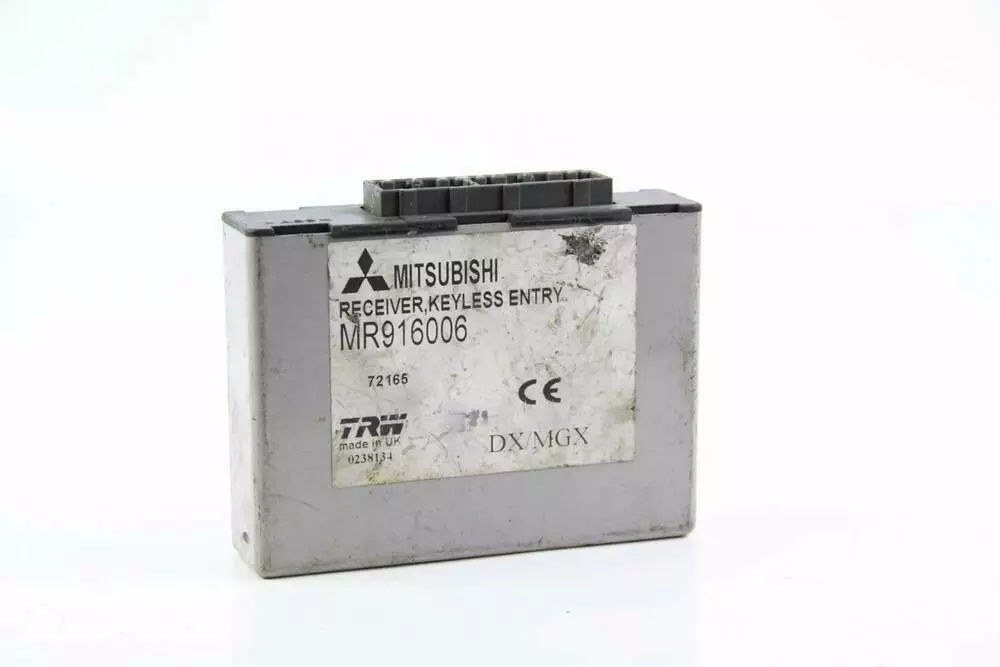 MITSUBISHI
RECEIVER,KEYLESS ENTRY
MR916006
72165
CE
TRW
made in UK
0238134
DX/MGX